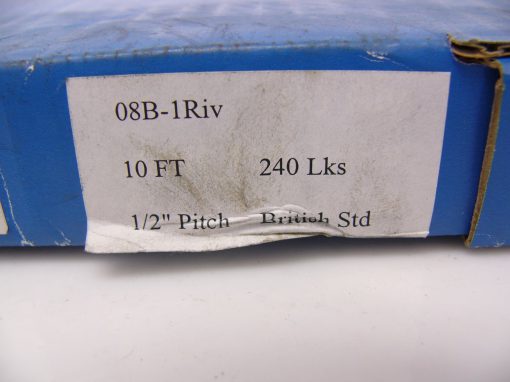 08B-1Riv
10 FT 240 Lks
1/2" Pitch British Std